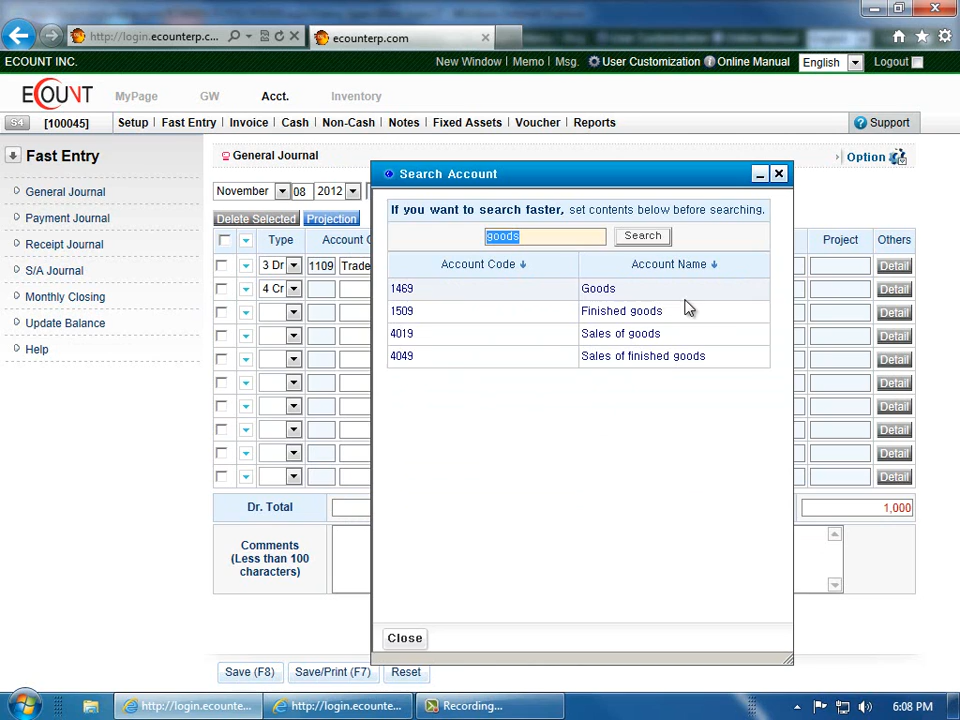 http://login.ecounterp.c...
ecounterp.com
ECOUNT INC.
New Window | Memo | Msg. User Customization Online Manual English Logout
ECOUNT MyPage GW Acct. Inventory
S4 [100045] Setup | Fast Entry | Invoice | Cash | Non-Cash | Notes | Fixed Assets | Voucher | Reports Support
Fast Entry
General Journal
Payment Journal
Receipt Journal
S/A Journal
Monthly Closing
Update Balance
Help
General Journal
Option
November 08 2012
Delete Selected Projection
Type Account Project Others
3 Dr 1109 Trade Detail
4 Cr Detail
Detail
Detail
Detail
Detail
Detail
Detail
Detail
Detail
Dr. Total 1,000
Comments
(Less than 100
characters)
Save (F8) Save/Print (F7) Reset
Search Account
If you want to search faster, set contents below before searching.
goods Search
Account Code Account Name
1469 Goods
1509 Finished goods
4019 Sales of goods
4049 Sales of finished goods
Close
http://login.ecounte...
http://login.ecounte...
Recording...
6:08 PM